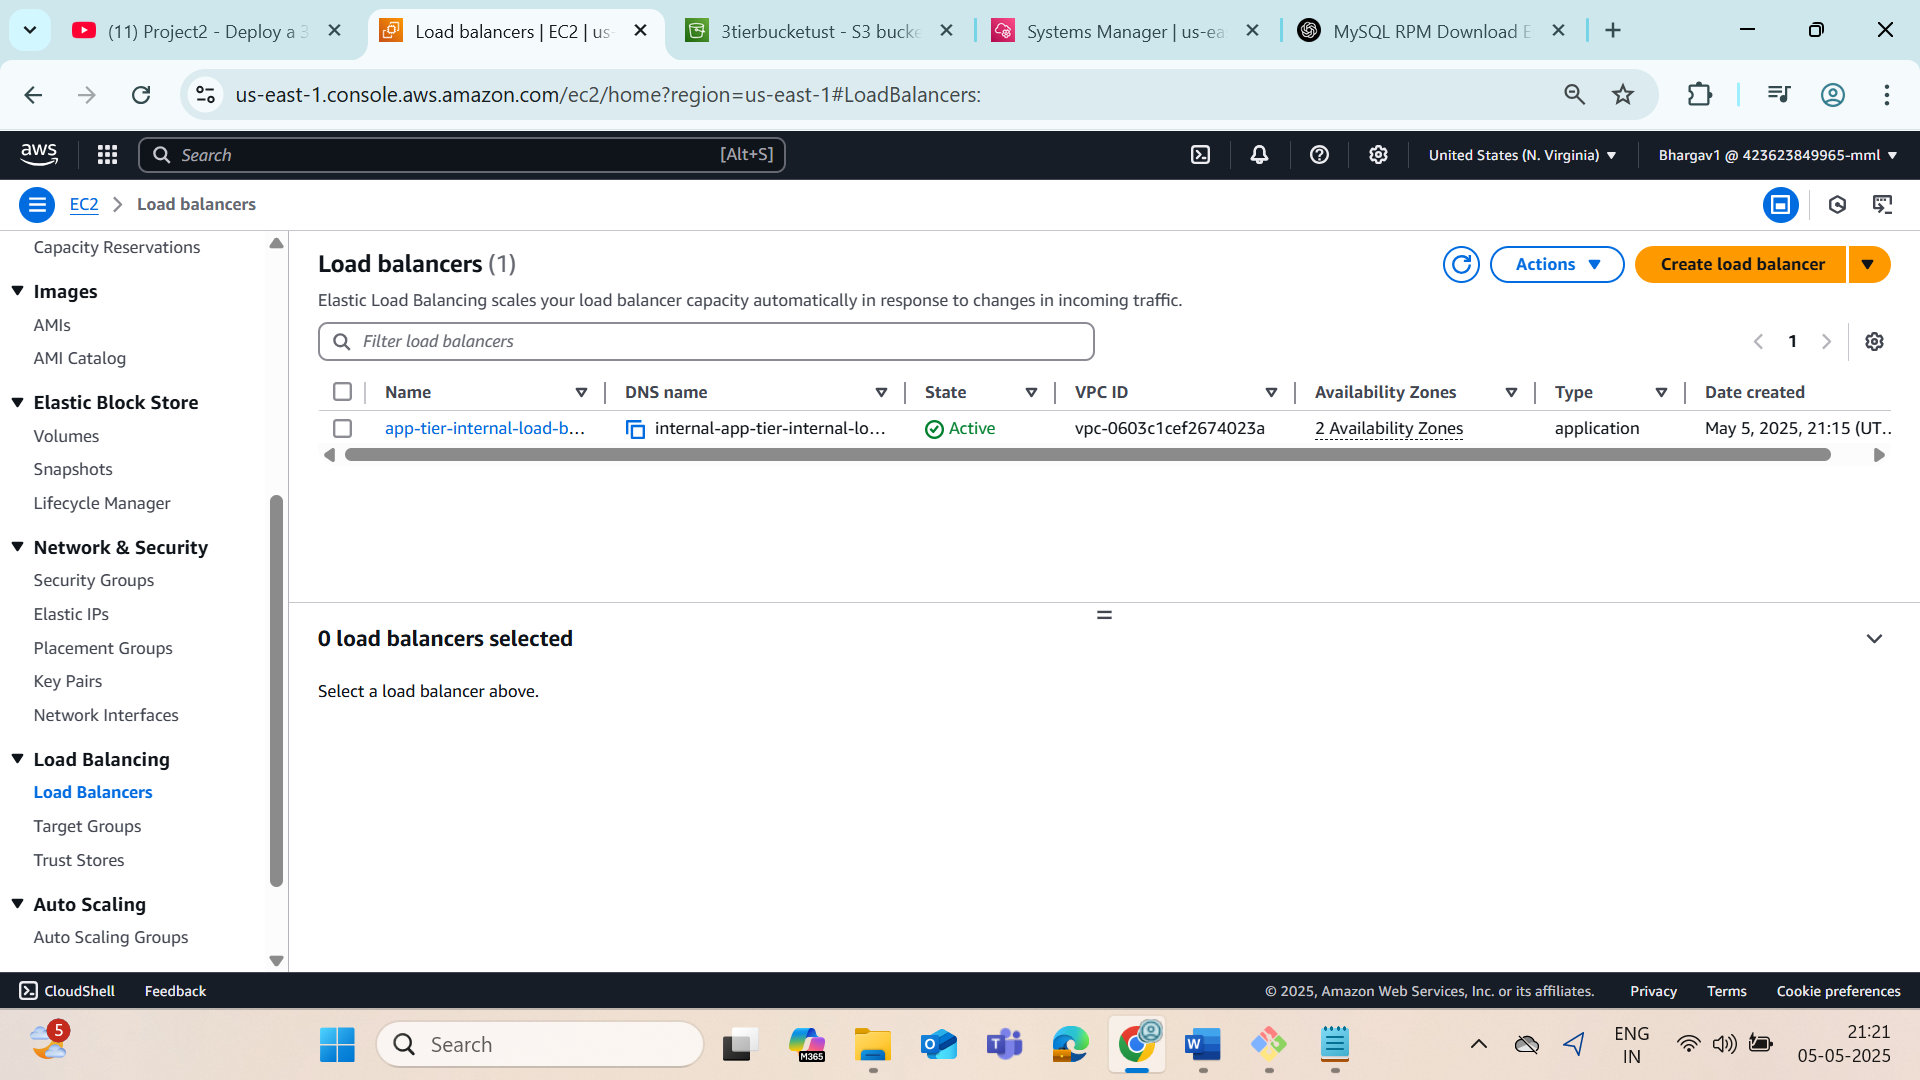 (11) Project2 - Deploy a 3
Load balancers | EC2 | us-
3tierbucketust - S3 bucke
Systems Manager | us-ea
MySQL RPM Download E
us-east-1.console.aws.amazon.com/ec2/home?region=us-east-1#LoadBalancers:
aws
Search
[Alt+S]
United States (N. Virginia)
Bhargav1 @ 423623849965-mml
EC2
Load balancers
Capacity Reservations
Images
AMIs
AMI Catalog
Elastic Block Store
Volumes
Snapshots
Lifecycle Manager
Network & Security
Security Groups
Elastic IPs
Placement Groups
Key Pairs
Network Interfaces
Load Balancing
Load Balancers
Target Groups
Trust Stores
Auto Scaling
Auto Scaling Groups
Load balancers (1)
Actions
Create load balancer
Elastic Load Balancing scales your load balancer capacity automatically in response to changes in incoming traffic.
Filter load balancers
1
Name DNS name State VPC ID Availability Zones Type Date created
app-tier-internal-load-b... internal-app-tier-internal-lo... Active vpc-0603c1cef2674023a 2 Availability Zones application May 5, 2025, 21:15 (UT...
0 load balancers selected
Select a load balancer above.
CloudShell
Feedback
© 2025, Amazon Web Services, Inc. or its affiliates.
Privacy
Terms
Cookie preferences
5
Search
M365
ENG
IN
21:21
05-05-2025